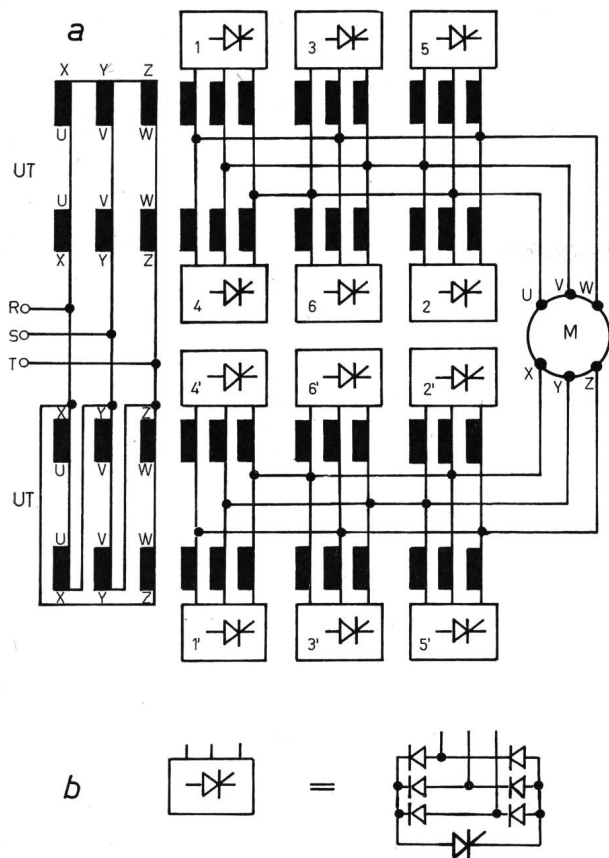 a
1 3 5
X Y Z
U V W
UT
U V W
X Y Z
4 6 2
U V W
R
S
T
M
4' 6' 2'
X Y Z
X Y Z
U V W
UT
U V W
X Y Z
1' 3' 5'
b =